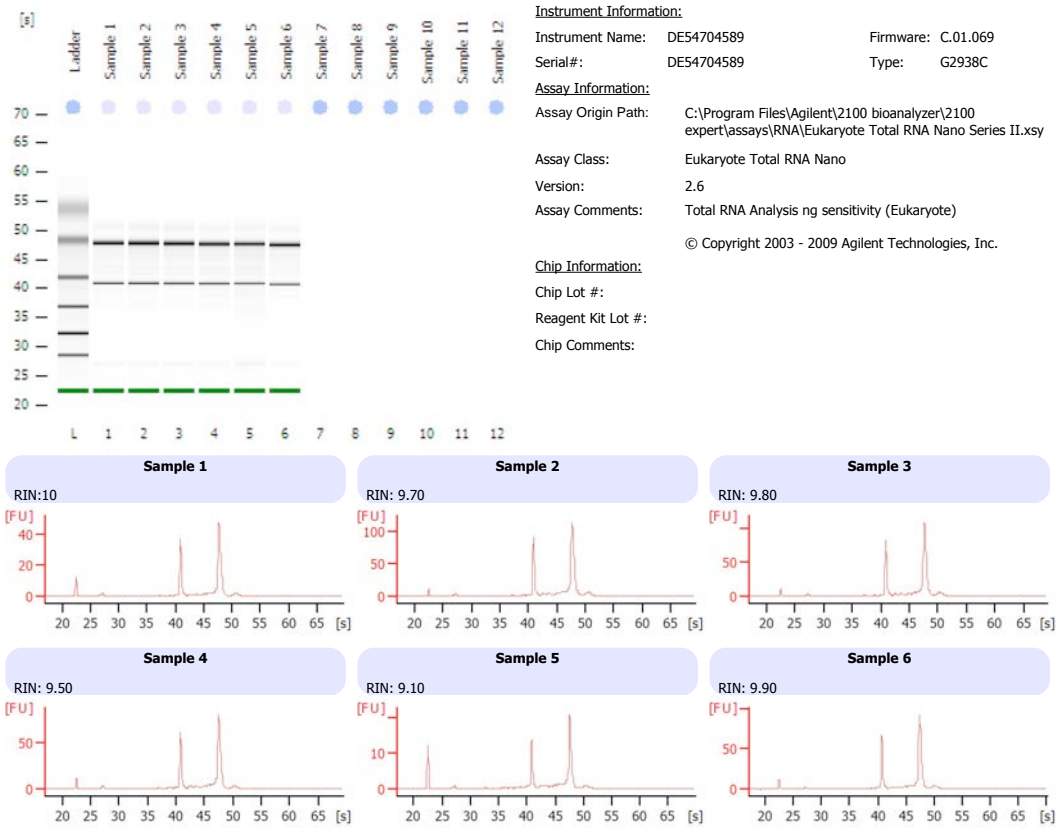 [s]
Ladder
Sample 1
Sample 2
Sample 3
Sample 4
Sample 5
Sample 6
Sample 7
Sample 8
Sample 9
Sample 10
Sample 11
Sample 12
70
65
60
55
50
45
40
35
30
25
20
L 1 2 3 4 5 6 7 8 9 10 11 12
Instrument Information:
Instrument Name: DE54704589 Firmware: C.01.069
Serial#: DE54704589 Type: G2938C
Assay Information:
Assay Origin Path: C:\Program Files\Agilent\2100 bioanalyzer\2100
expert\assays\RNA\Eukaryote Total RNA Nano Series II.xsy
Assay Class: Eukaryote Total RNA Nano
Version: 2.6
Assay Comments: Total RNA Analysis ng sensitivity (Eukaryote)
© Copyright 2003 - 2009 Agilent Technologies, Inc.
Chip Information:
Chip Lot #:
Reagent Kit Lot #:
Chip Comments:
Sample 1
RIN:10
[FU]
40
20
0
20 25 30 35 40 45 50 55 60 65 [s]
Sample 2
RIN: 9.70
[FU]
100
50
0
20 25 30 35 40 45 50 55 60 65 [s]
Sample 3
RIN: 9.80
[FU]
50
0
20 25 30 35 40 45 50 55 60 65 [s]
Sample 4
RIN: 9.50
[FU]
50
0
20 25 30 35 40 45 50 55 60 65 [s]
Sample 5
RIN: 9.10
[FU]
10
0
20 25 30 35 40 45 50 55 60 65 [s]
Sample 6
RIN: 9.90
[FU]
50
0
20 25 30 35 40 45 50 55 60 65 [s]